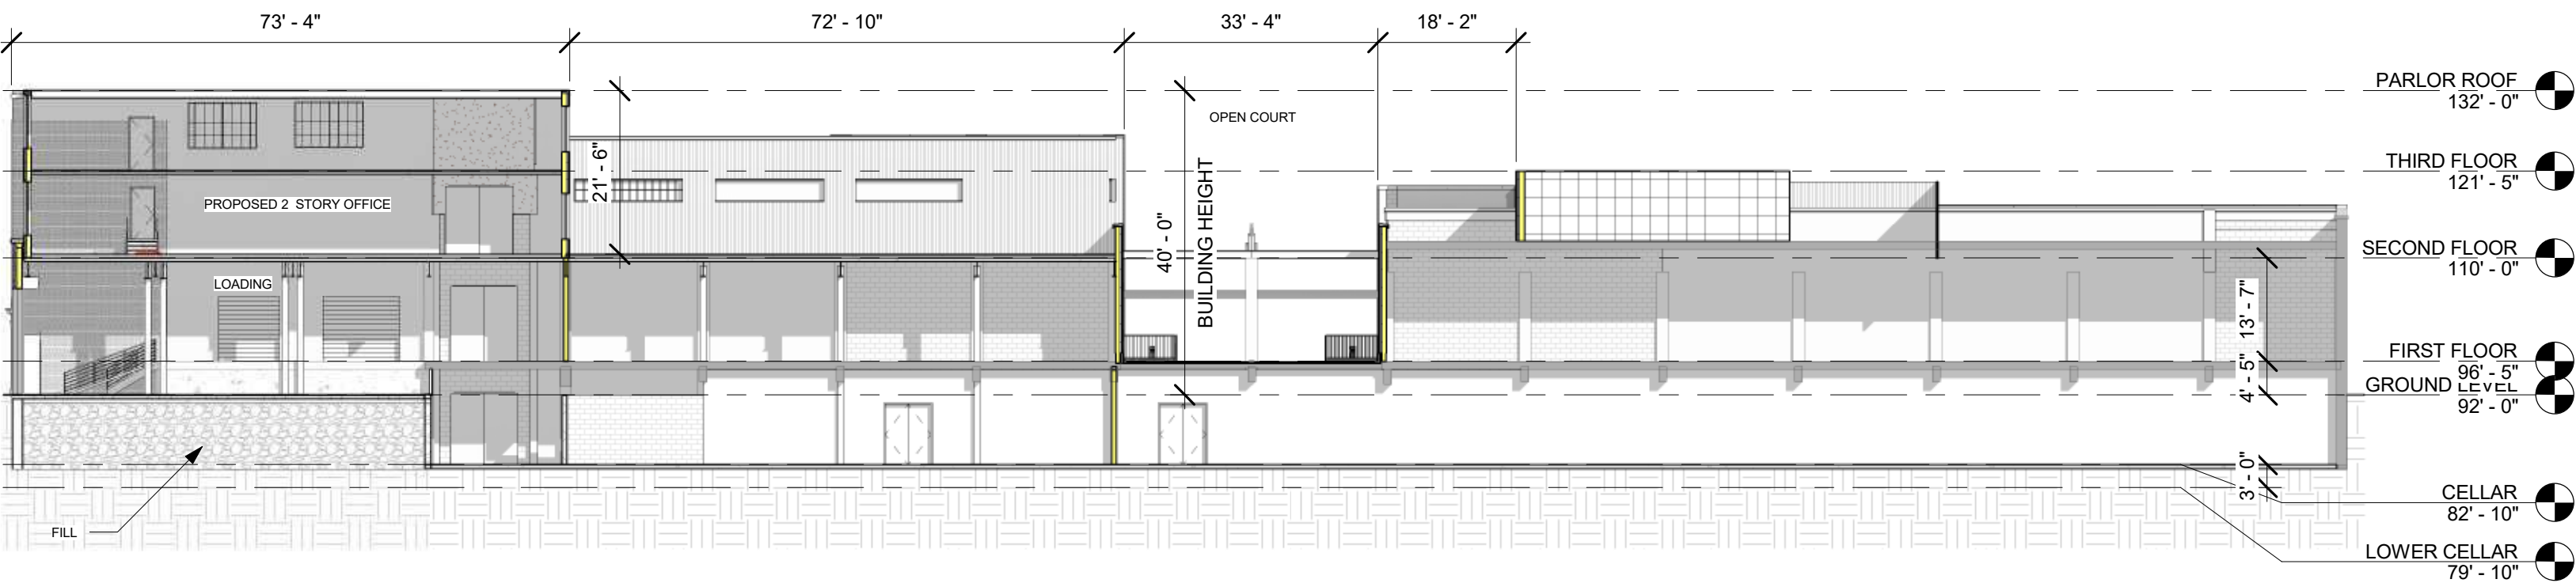 73' - 4"
72' - 10"
33' - 4"
18' - 2"
PARLOR ROOF
132' - 0"
OPEN COURT
THIRD FLOOR
121' - 5"
21' - 6"
PROPOSED 2 STORY OFFICE
40' - 0"
BUILDING HEIGHT
SECOND FLOOR
110' - 0"
LOADING
13' - 7"
FIRST FLOOR
96' - 5"
4' - 5"
GROUND LEVEL
92' - 0"
3' - 0"
CELLAR
82' - 10"
FILL
LOWER CELLAR
79' - 10"